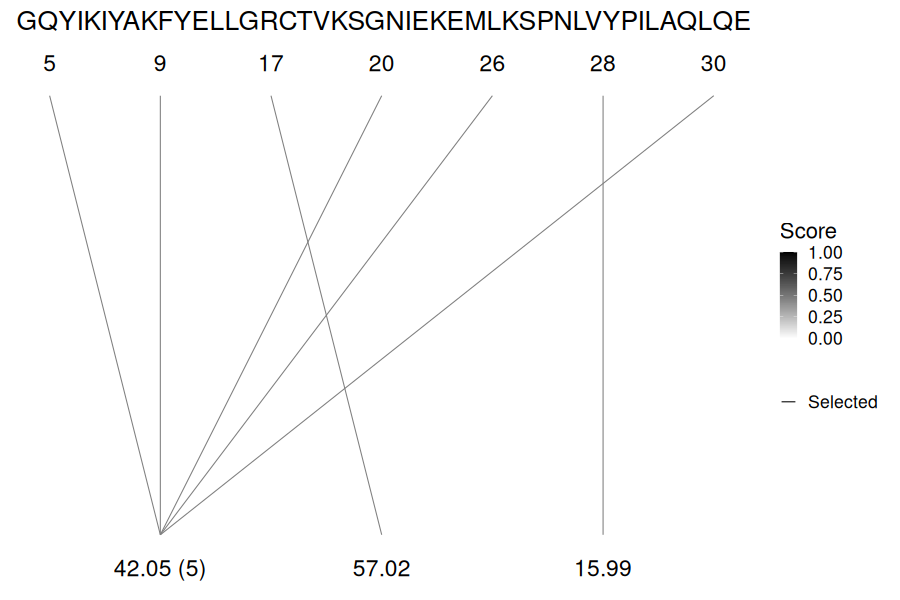 GQYIKIYAKFYELLGRCTVKSGNIEKEMLKSPNLVYPILAQLQE
5 9 17 20 26 28 30
Score
1.00
0.75
0.50
0.25
0.00
Selected
42.05 (5) 57.02 15.99